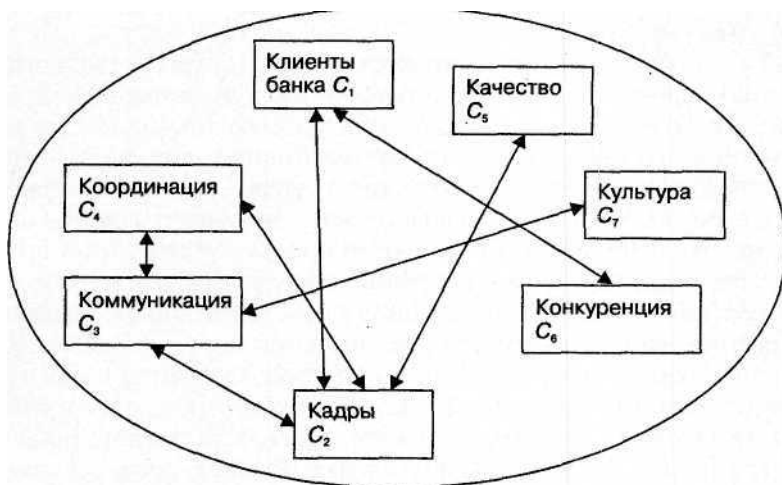 Клиенты
банка C₁
Качество
C₅
Координация
C₄
Культура
C₇
Коммуникация
C₃
Конкуренция
C₆
Кадры
C₂